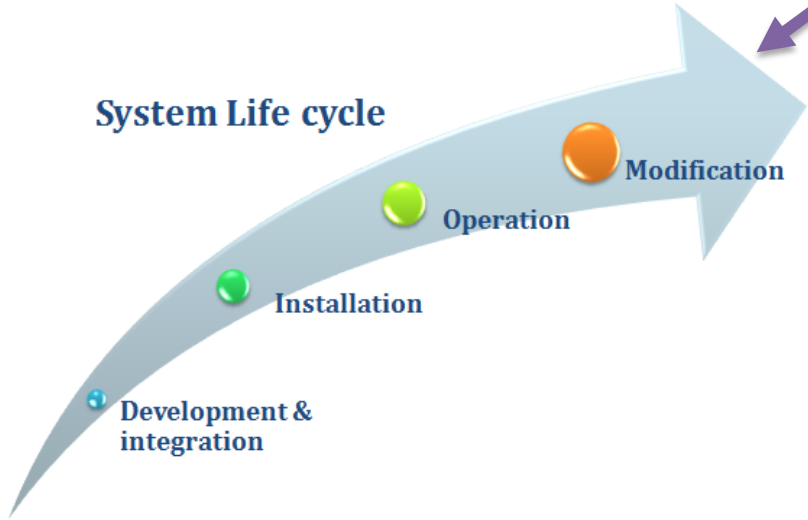 System Life cycle
Modification
Operation
Installation
Development &
integration